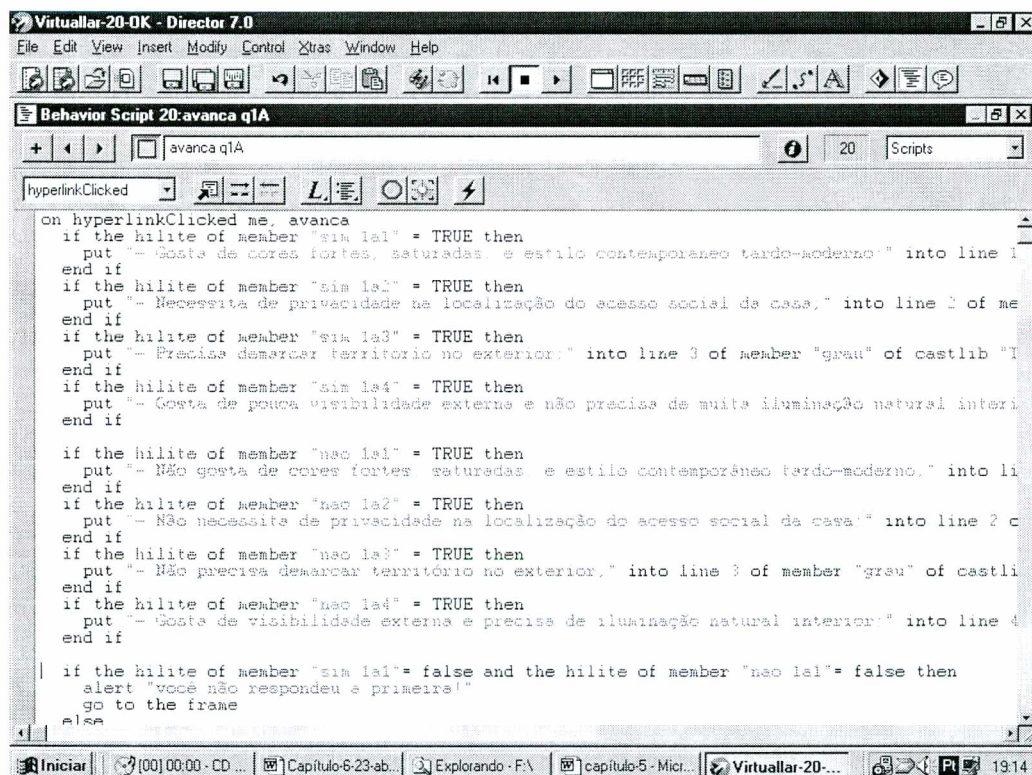 Virtuallar-20-OK - Director 7.0
File Edit View Insert Modify Control Xtras Window Help
Behavior Script 20:avanca q1A
avanca q1A 20 Scripts
hyperlinkClicked
on hyperlinkClicked me, avanca
if the hilite of member "sim 1a1" = TRUE then
put "- Gosta de cores fortes, saturadas, e estilo contemporaneo tardo-moderno;" into line 1
end if
if the hilite of member "sim 1a2" = TRUE then
put "- Necessita de privacidade na localização do acesso social da casa," into line 2 of me
end if
if the hilite of member "sim 1a3" = TRUE then
put "- Precisa demarcar territorio no exterior;" into line 3 of member "grau" of castlib "I
end if
if the hilite of member "sim 1a4" = TRUE then
put "- Gosta de pouca visibilidade externa e não precisa de muita iluminação natural interi
end if
if the hilite of member "nao 1a1" = TRUE then
put "- Não gosta de cores fortes saturadas, e estilo contemporâneo tardo-moderno," into li
end if
if the hilite of member "nao 1a2" = TRUE then
put "- Não necessita de privacidade na localização do acesso social da casa;" into line 2 o
end if
if the hilite of member "nao 1a3" = TRUE then
put "- Não precisa demarcar território no exterior," into line 3 of member "grau" of castli
end if
if the hilite of member "nao 1a4" = TRUE then
put "- Gosta de visibilidade externa e precisa de iluminação natural interior;" into line 4
end if
if the hilite of member "sim 1a1"= false and the hilite of member "nao 1a1"= false then
alert "você não respondeu a primeira!"
go to the frame
else
Iniciar [00] 00:00 - CD ... Capítulo-6-23-ab... Explorando - F:\ capítulo-5 - Micr... Virtuallar-20-... 19:14